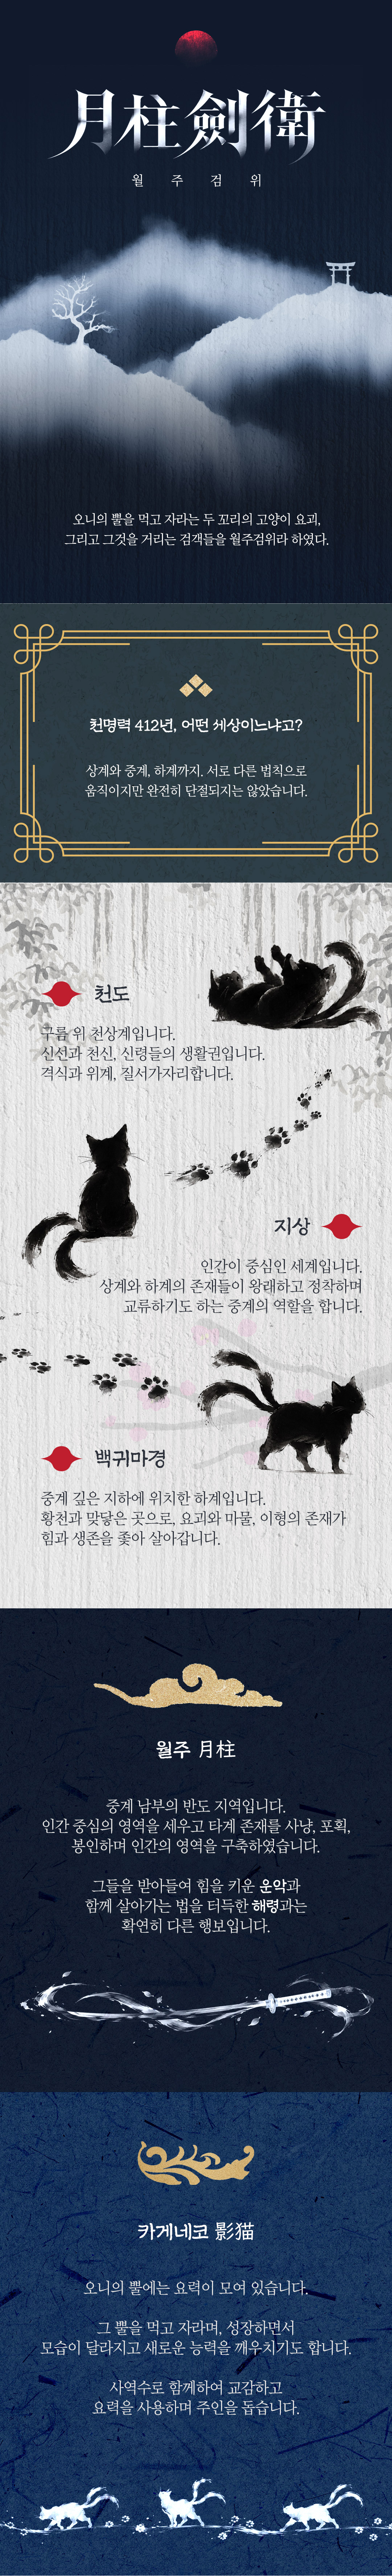 月柱劍衛
월 주 검 위
오니의 뿔을 먹고 자라는 두 꼬리의 고양이 요괴,
그리고 그것을 거리는 검객들을 월주검위라 하였다.
천명력 412년, 어떤 세상이느냐고?
상계와 중계, 하계까지. 서로 다른 법칙으로
움직이지만 완전히 단절되지는 않았습니다.
천도
구름 위 천상계입니다.
신선과 천신, 신령들의 생활권입니다.
격식과 위계, 질서가자리합니다.
지상
인간이 중심인 세계입니다.
상계와 하계의 존재들이 왕래하고 정착하며
교류하기도 하는 중계의 역할을 합니다.
백귀마경
중계 깊은 지하에 위치한 하계입니다.
황천과 맞닿은 곳으로, 요괴와 마물, 이형의 존재가
힘과 생존을 좇아 살아갑니다.
월주 月柱
중계 남부의 반도 지역입니다.
인간 중심의 영역을 세우고 타계 존재를 사냥, 포획,
봉인하며 인간의 영역을 구축하였습니다.
그들을 받아들여 힘을 키운 운악과
함께 살아가는 법을 터득한 해령과는
확연히 다른 행보입니다.
카게네코 影猫
오니의 뿔에는 요력이 모여 있습니다.
그 뿔을 먹고 자라며, 성장하면서
모습이 달라지고 새로운 능력을 깨우치기도 합니다.
사역수로 함께하여 교감하고
요력을 사용하며 주인을 돕습니다.